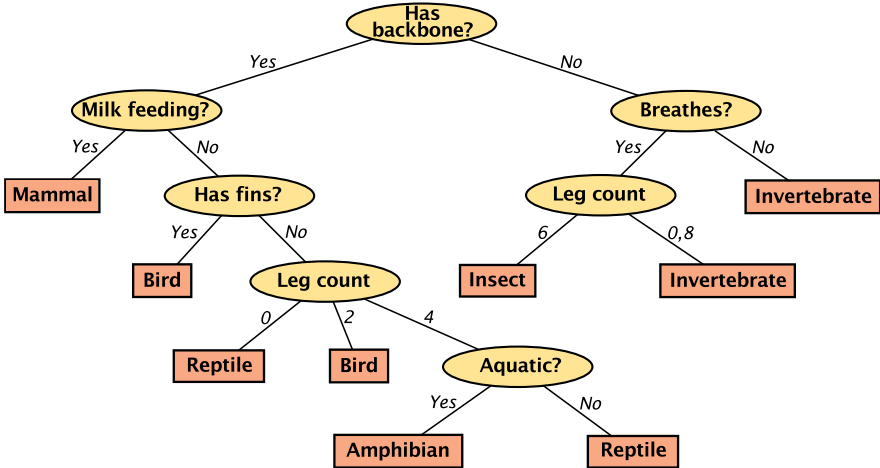 Has
backbone?
Yes
No
Milk feeding?
Breathes?
Yes
No
Yes
No
Mammal
Has fins?
Leg count
Invertebrate
Yes
No
6
0,8
Bird
Leg count
Insect
Invertebrate
0
2
4
Reptile
Bird
Aquatic?
Yes
No
Amphibian
Reptile